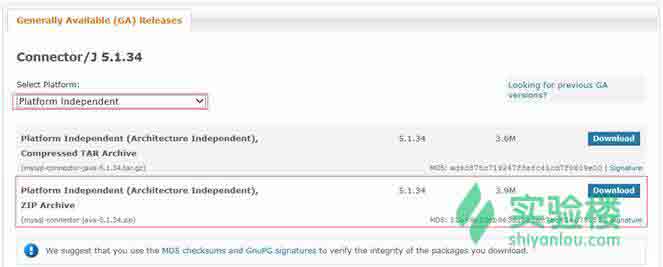 Generally Available (GA) Releases
Connector/J 5.1.34
Select Platform:
Looking for previous GA
versions?
Platform Independent
Platform Independent (Architecture Independent),
5.1.34
3.6M
Download
Compressed TAR Archive
(mysql-connector-java-5.1.34.tar.gz)
MD5:
| Signature
Platform Independent (Architecture Independent),
5.1.34
3.9M
Download
ZIP Archive
(mysql-connector-java-5.1.34.zip)
MD5:
Signature
实验楼
shiyanlou.com
We suggest that you use the MD5 checksums and GnuPG signatures to verify the integrity of the packages you download.